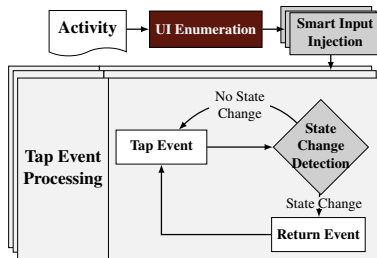 Activity
UI Enumeration
Smart Input
Injection
No State
Change
Tap Event
Processing
Tap Event
State
Change
Detection
State Change
Return Event